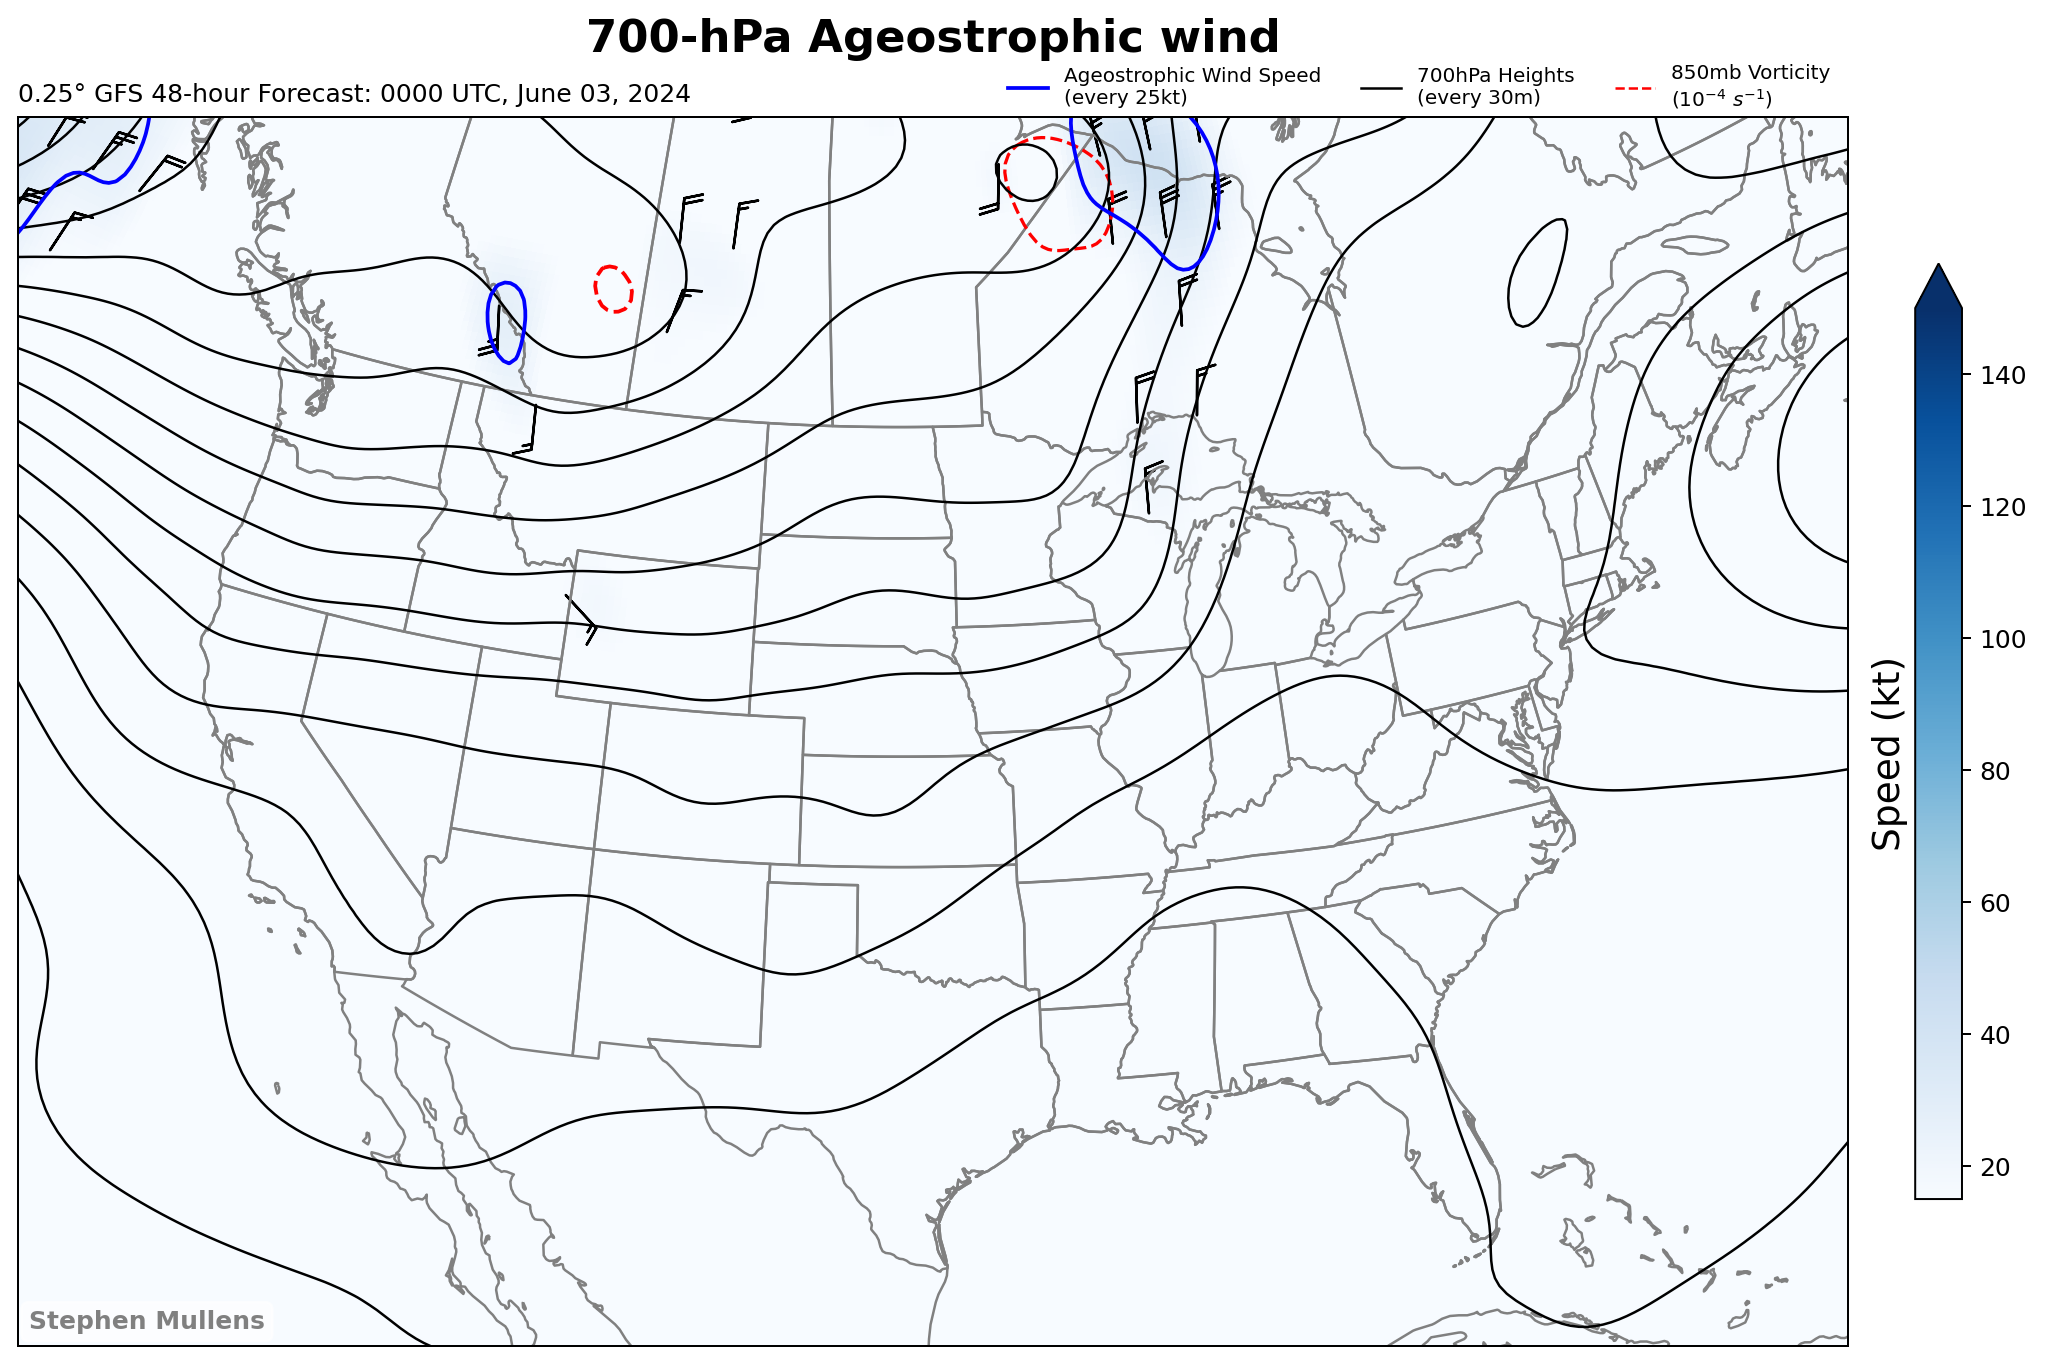 700-hPa Ageostrophic wind
0.25° GFS 48-hour Forecast: 0000 UTC, June 03, 2024
Ageostrophic Wind Speed
(every 25kt)
700hPa Heights
(every 30m)
850mb Vorticity
(10⁻⁴ s⁻¹)
140
120
100
80
60
40
20
Speed (kt)
Stephen Mullens